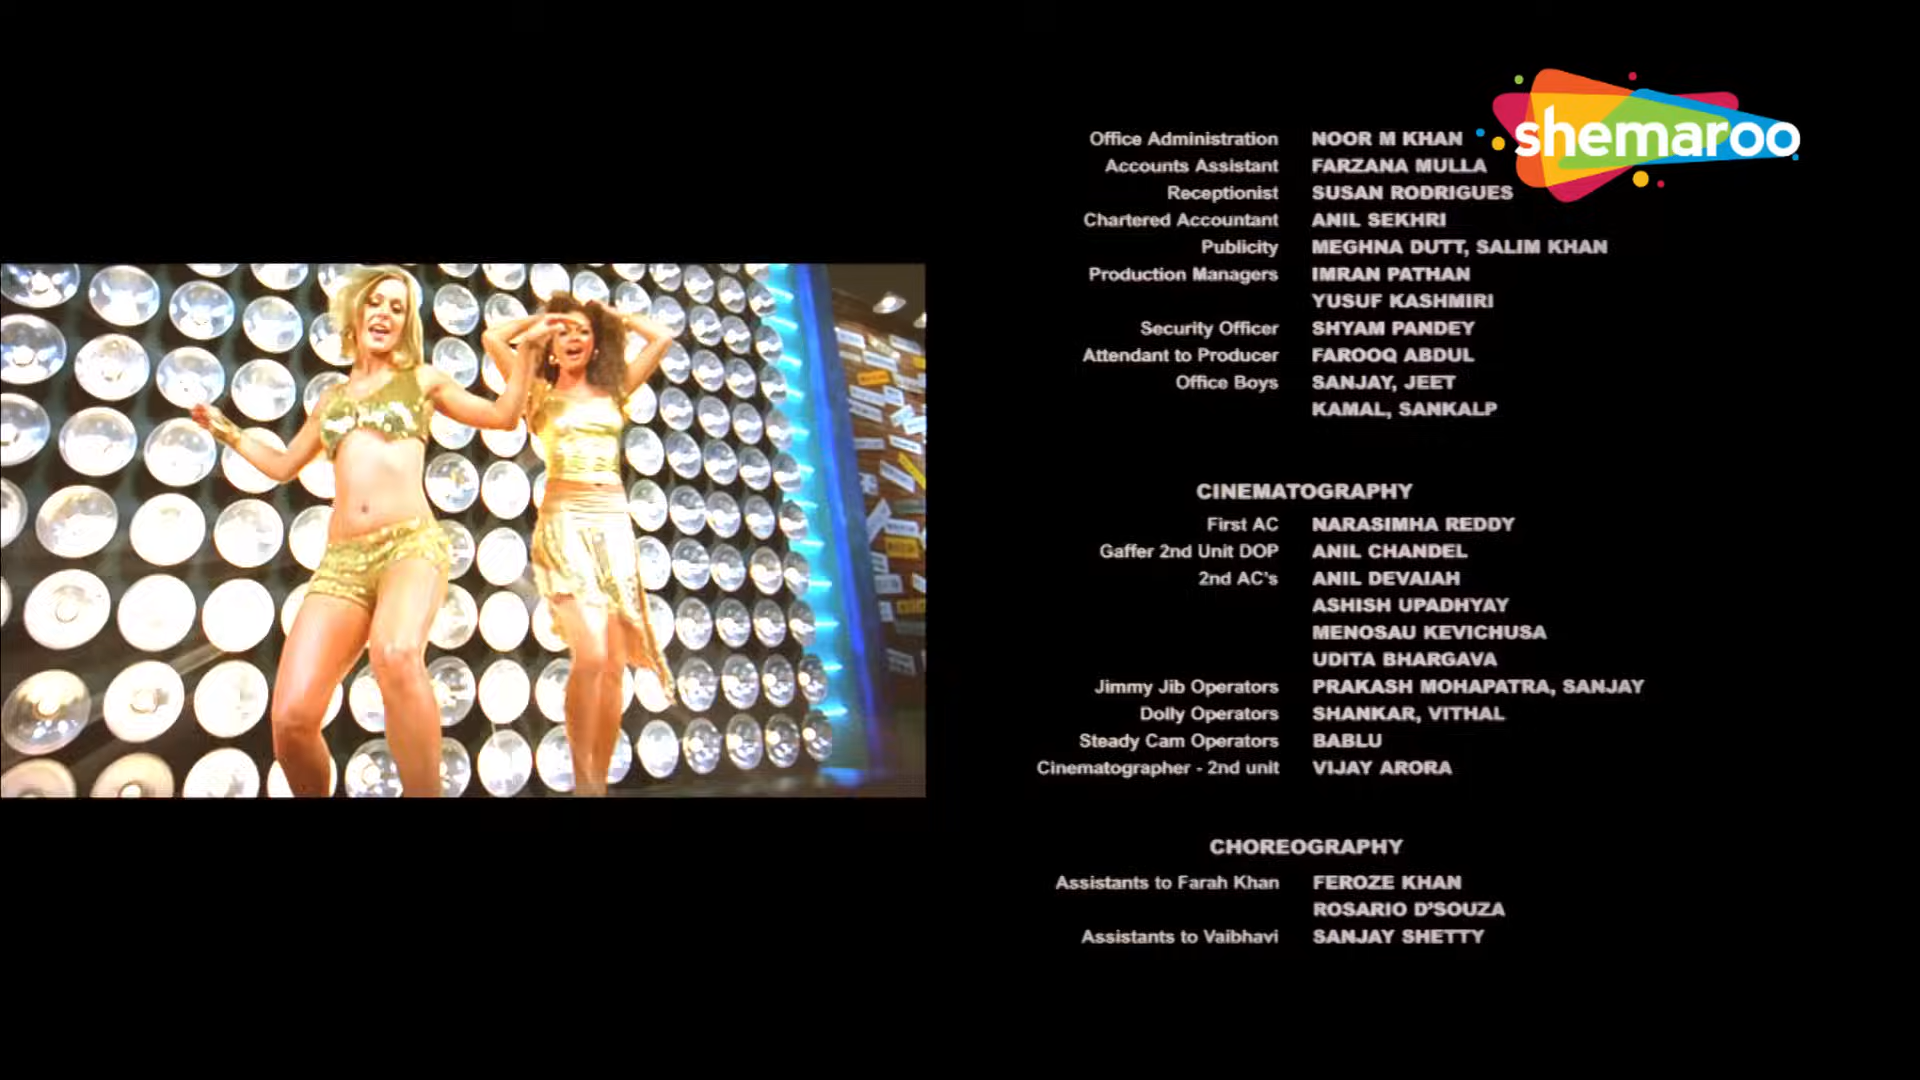 shemaroo
Office Administration NOOR M KHAN
Accounts Assistant FARZANA MULLA
Receptionist SUSAN RODRIGUES
Chartered Accountant ANIL SEKHRI
Publicity MEGHNA DUTT, SALIM KHAN
Production Managers IMRAN PATHAN
YUSUF KASHMIRI
Security Officer SHYAM PANDEY
Attendant to Producer FAROOQ ABDUL
Office Boys SANJAY, JEET
KAMAL, SANKALP
CINEMATOGRAPHY
First AC NARASIMHA REDDY
Gaffer 2nd Unit DOP ANIL CHANDEL
2nd AC's ANIL DEVAIAH
ASHISH UPADHYAY
MENOSAU KEVICHUSA
UDITA BHARGAVA
Jimmy Jib Operators PRAKASH MOHAPATRA, SANJAY
Dolly Operators SHANKAR, VITHAL
Steady Cam Operators BABLU
Cinematographer - 2nd unit VIJAY ARORA
CHOREOGRAPHY
Assistants to Farah Khan FEROZE KHAN
ROSARIO D'SOUZA
Assistants to Vaibhavi SANJAY SHETTY